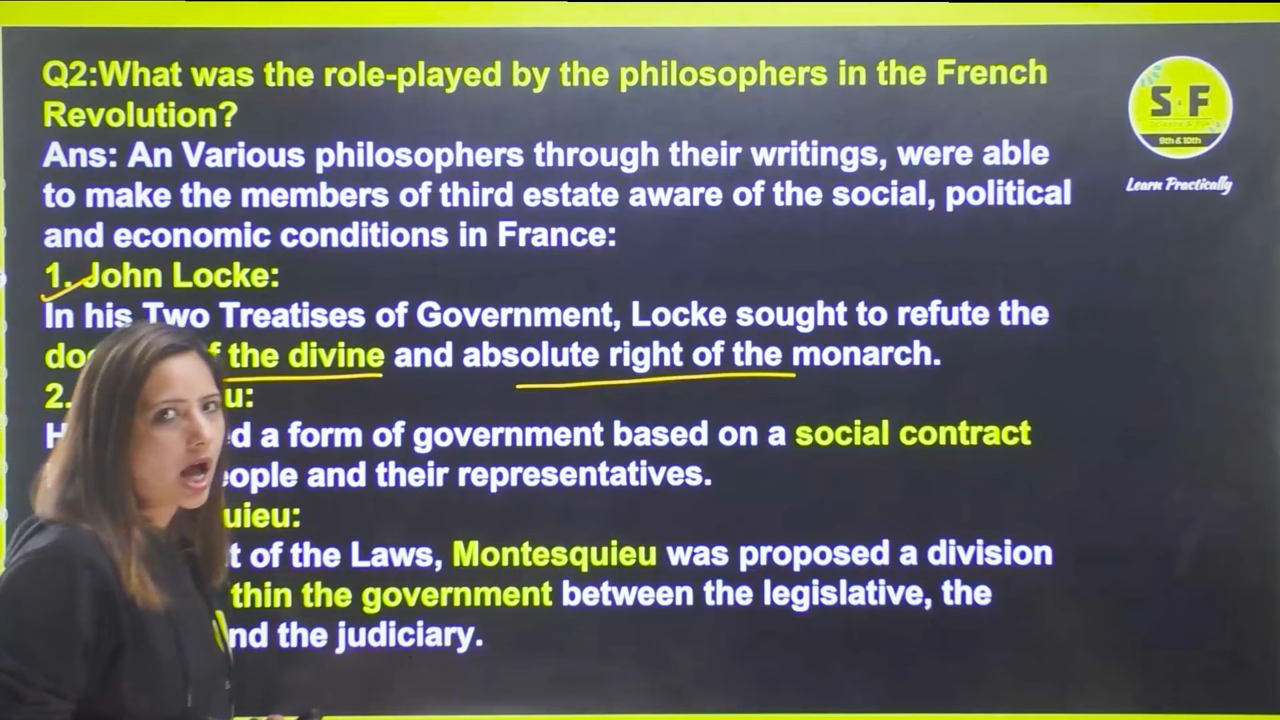 Q2:What was the role-played by the philosophers in the French
Revolution?
Ans: An Various philosophers through their writings, were able
to make the members of third estate aware of the social, political
and economic conditions in France:
1. John Locke:
In his Two Treatises of Government, Locke sought to refute the
of the divine and absolute right of the monarch.
2.
a form of government based on a social contract
and their representatives.
of the Laws, Montesquieu was proposed a division
the government between the legislative, the
the judiciary.
S F
9th & 10th
Learn Practically